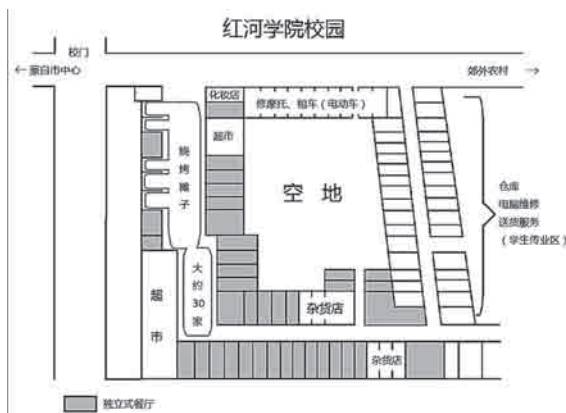 红河学院校园
校门
← 蒙自市中心
郊外农村 →
化妆店
修摩托、租车（电动车）
超市
烧烤摊子
空 地
仓库
电脑维修
送货服务
（学生传业区）
大约30家
超市
杂货店
杂货店
独立式餐厅